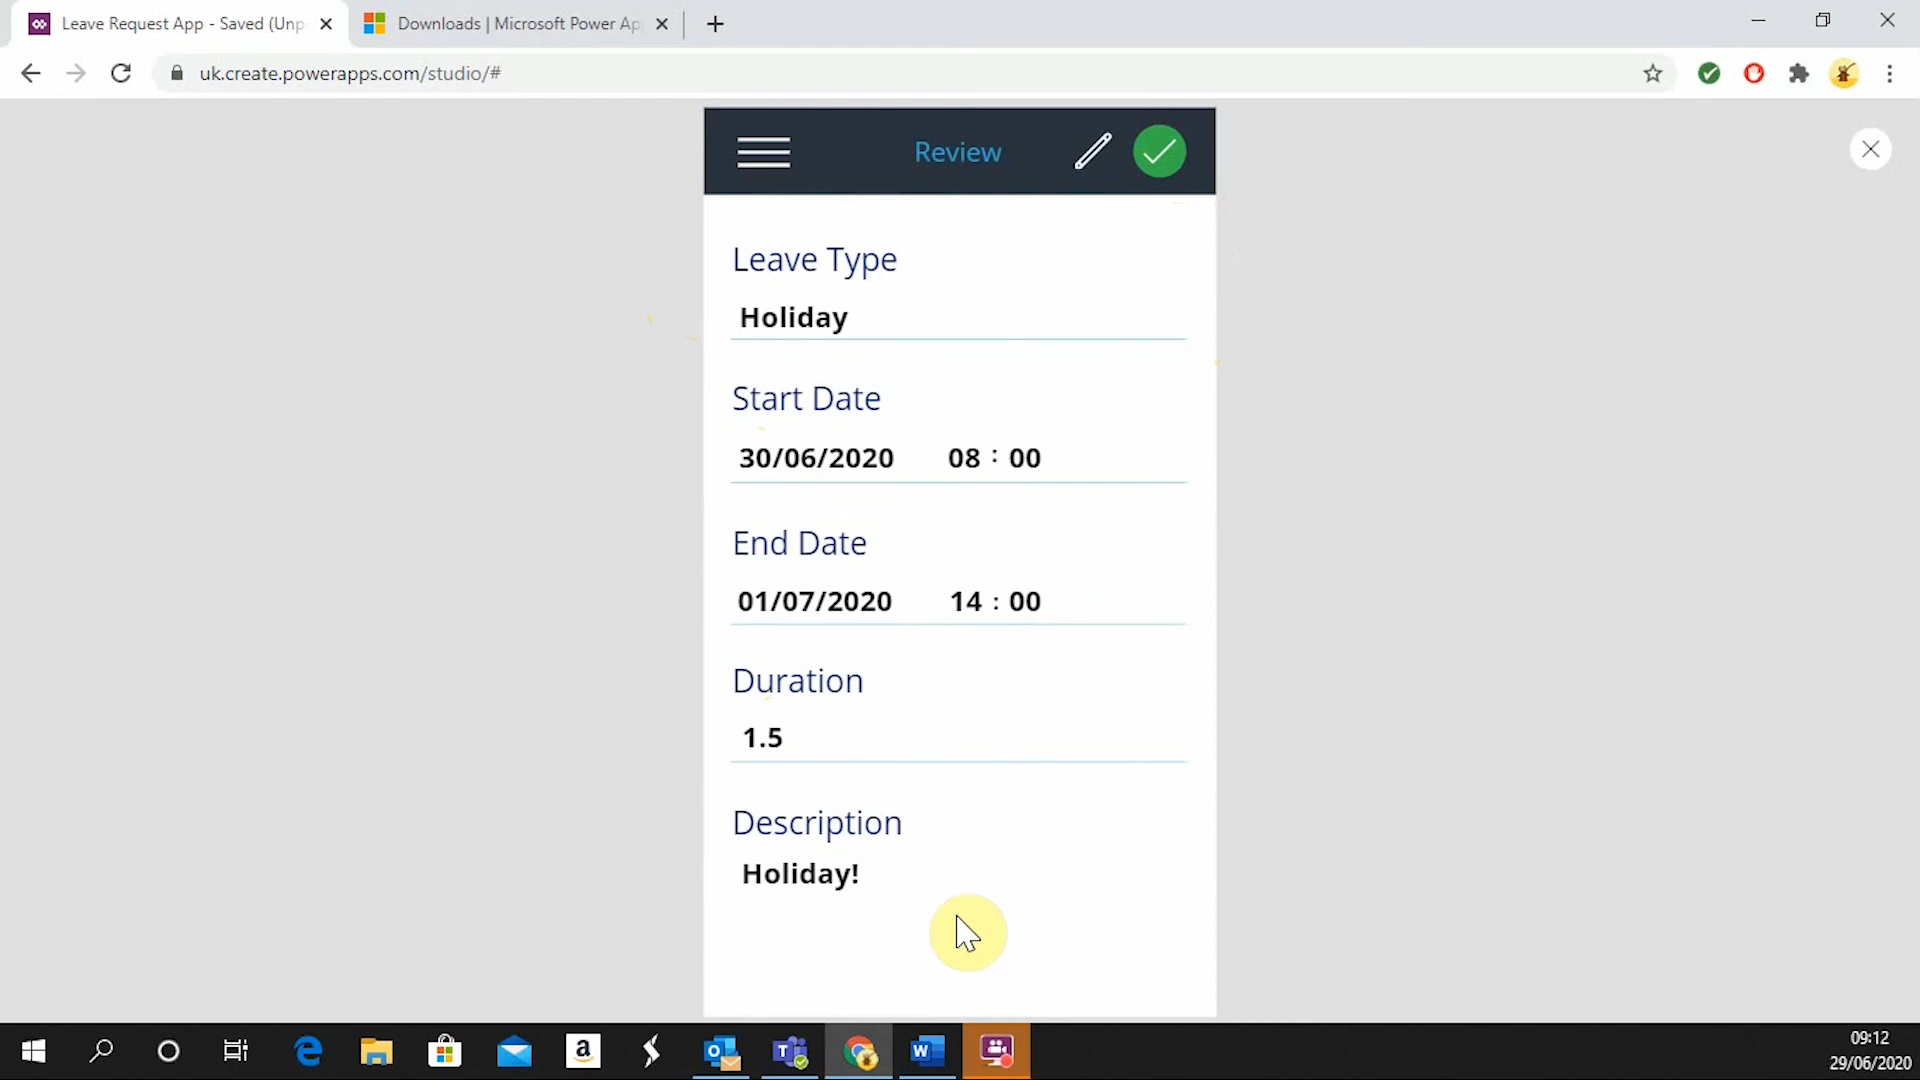 Leave Request App - Saved (Unp
Downloads | Microsoft Power Ap
uk.create.powerapps.com/studio/#
Review
Leave Type
Holiday
Start Date
30/06/2020 08 : 00
End Date
01/07/2020 14 : 00
Duration
1.5
Description
Holiday!
09:12
29/06/2020